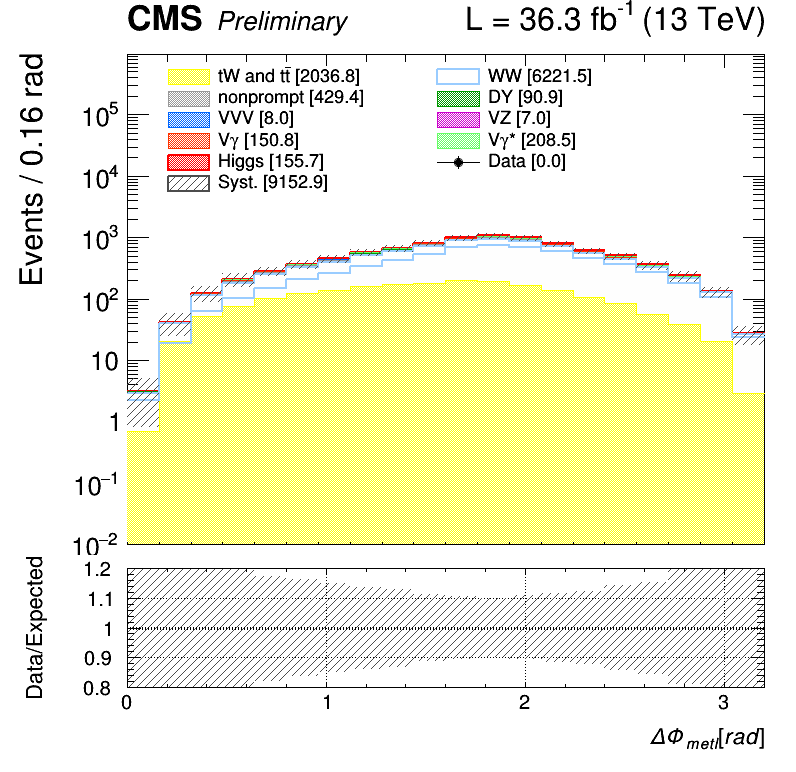 CMS Preliminary L = 36.3 fb⁻¹ (13 TeV)
Events / 0.16 rad
tW and tt̄ [2036.8] WW [6221.5]
nonprompt [429.4] DY [90.9]
VVV [8.0] VZ [7.0]
Vγ [150.8] Vγ* [208.5]
Higgs [155.7] Data [0.0]
Syst. [9152.9]
10⁵
10⁴
10³
10²
10
1
10⁻¹
10⁻²
Data/Expected
1.2
1.1
1
0.9
0.8
0 1 2 3
ΔΦ_metl[rad]